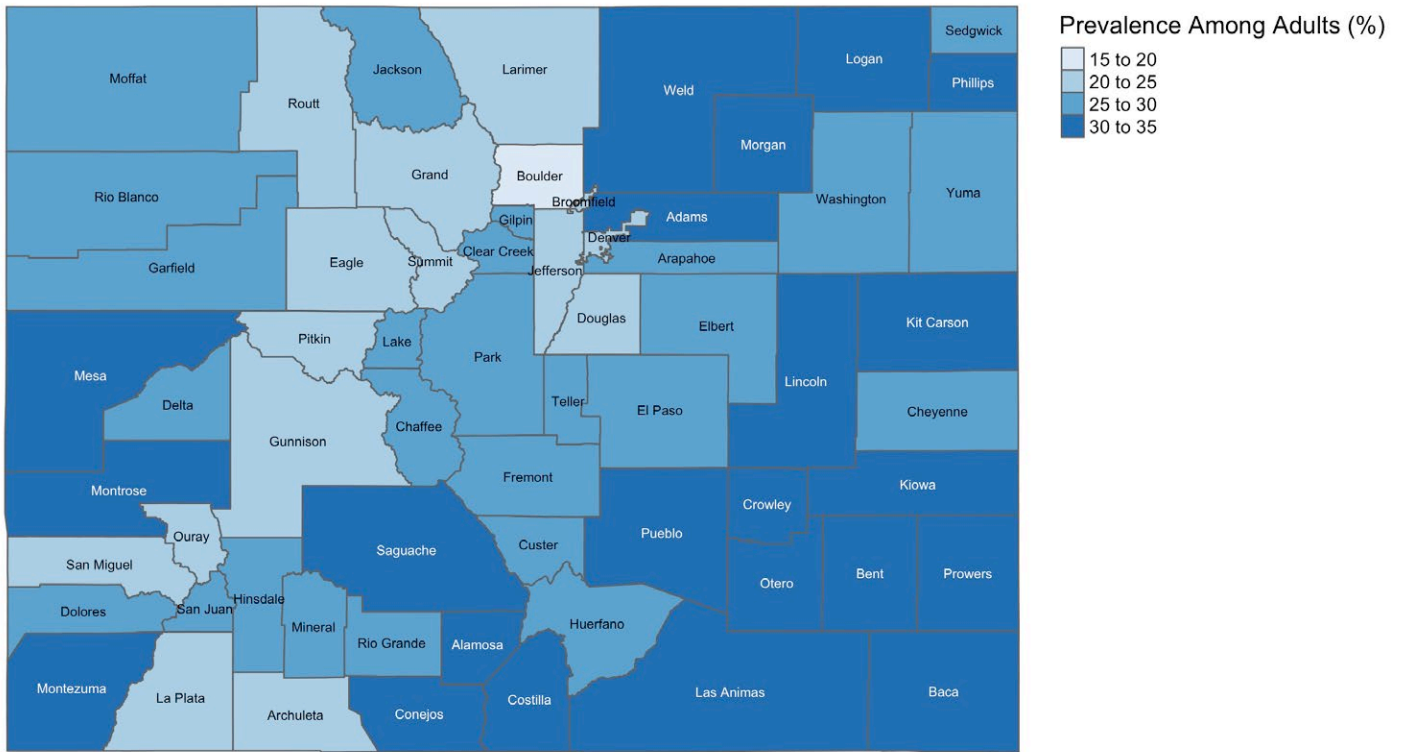 Prevalence Among Adults (%)
15 to 20
20 to 25
25 to 30
30 to 35
Sedgwick
Logan
Jackson
Larimer
Moffat
Phillips
Weld
Routt
Morgan
Grand
Boulder
Yuma
Rio Blanco
Washington
Broomfield
Gilpin
Adams
Denver
Clear Creek
Arapahoe
Summit
Eagle
Garfield
Jefferson
Douglas
Kit Carson
Elbert
Pitkin
Lake
Park
Mesa
Lincoln
Teller
Delta
El Paso
Cheyenne
Chaffee
Gunnison
Fremont
Kiowa
Montrose
Crowley
Pueblo
Ouray
Custer
Saguache
San Miguel
Bent
Prowers
Otero
Hinsdale
San Juan
Dolores
Huerfano
Mineral
Rio Grande
Alamosa
Montezuma
La Plata
Costilla
Las Animas
Baca
Archuleta
Conejos